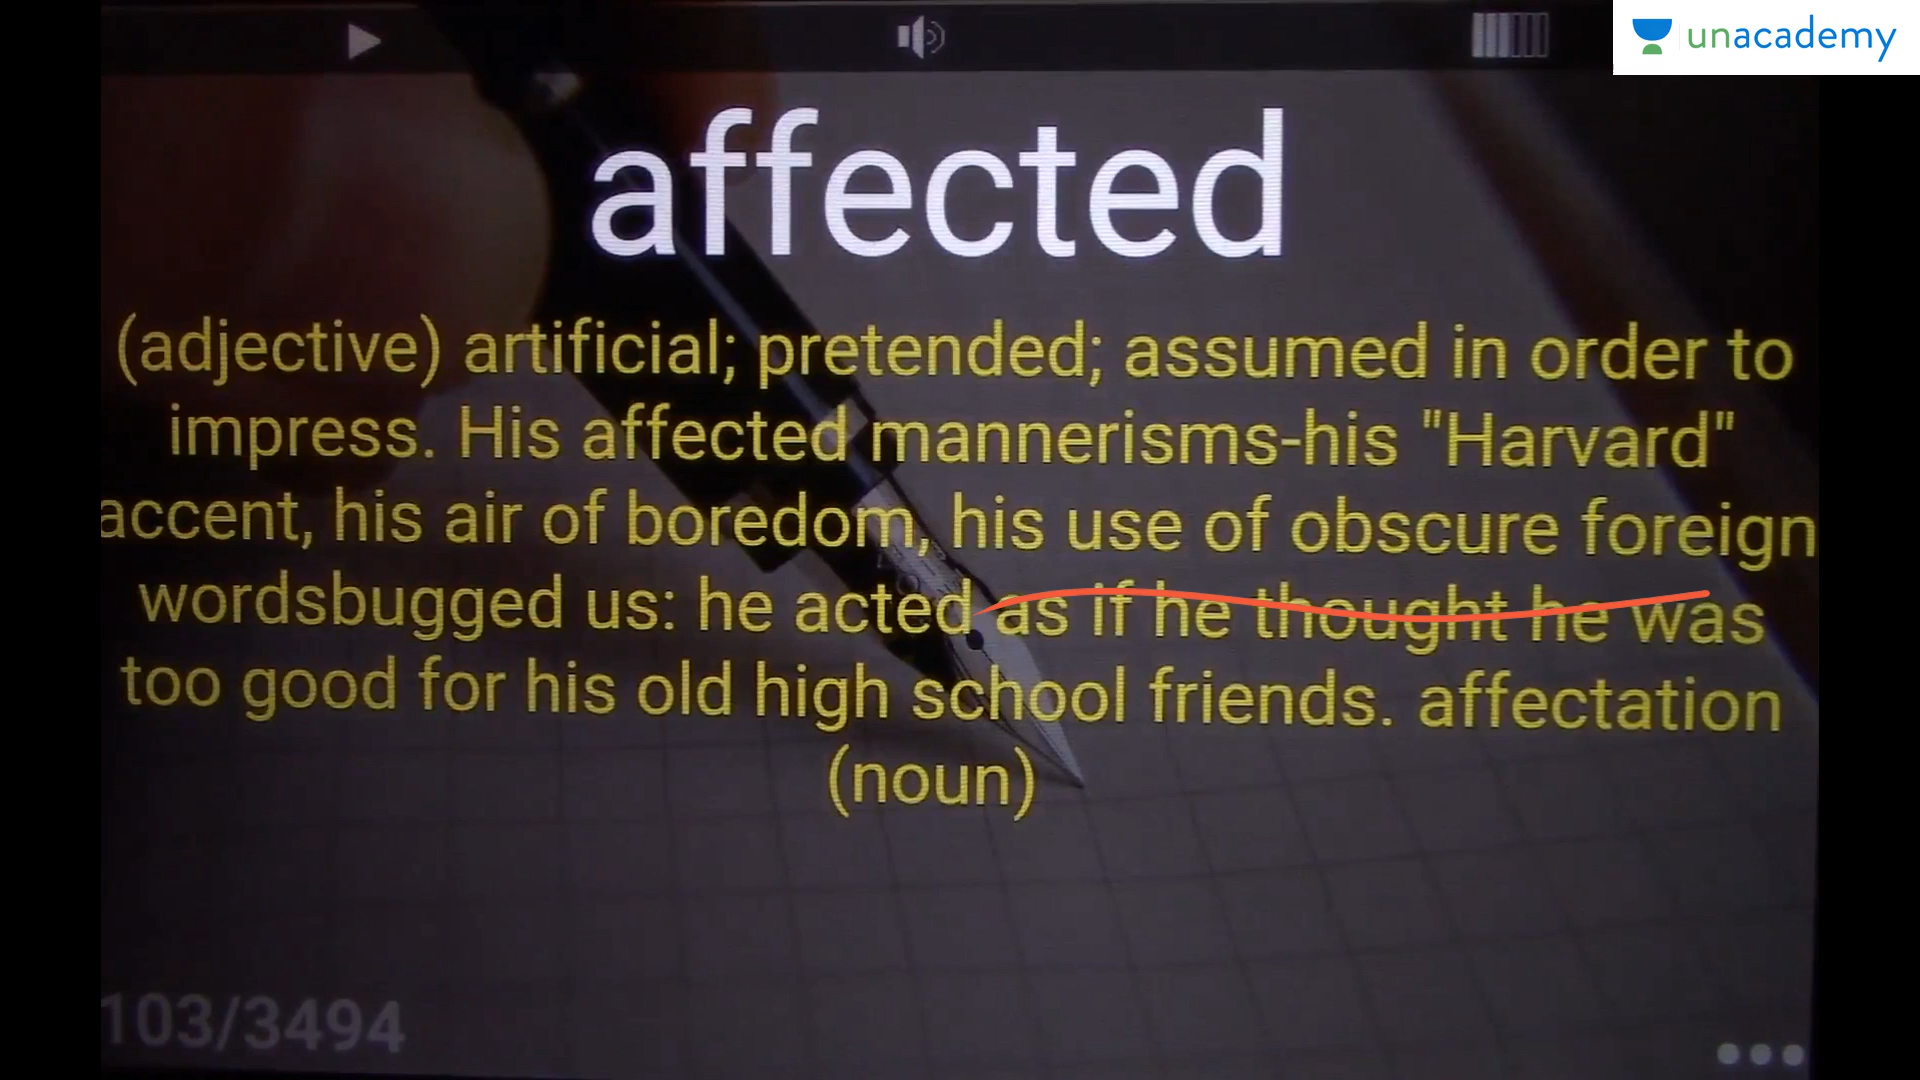 unacademy
affected
(adjective) artificial; pretended; assumed in order to
impress. His affected mannerisms-his "Harvard"
accent, his air of boredom, his use of obscure foreign
wordsbugged us: he acted as if he thought he was
too good for his old high school friends. affectation
(noun)
103/3494